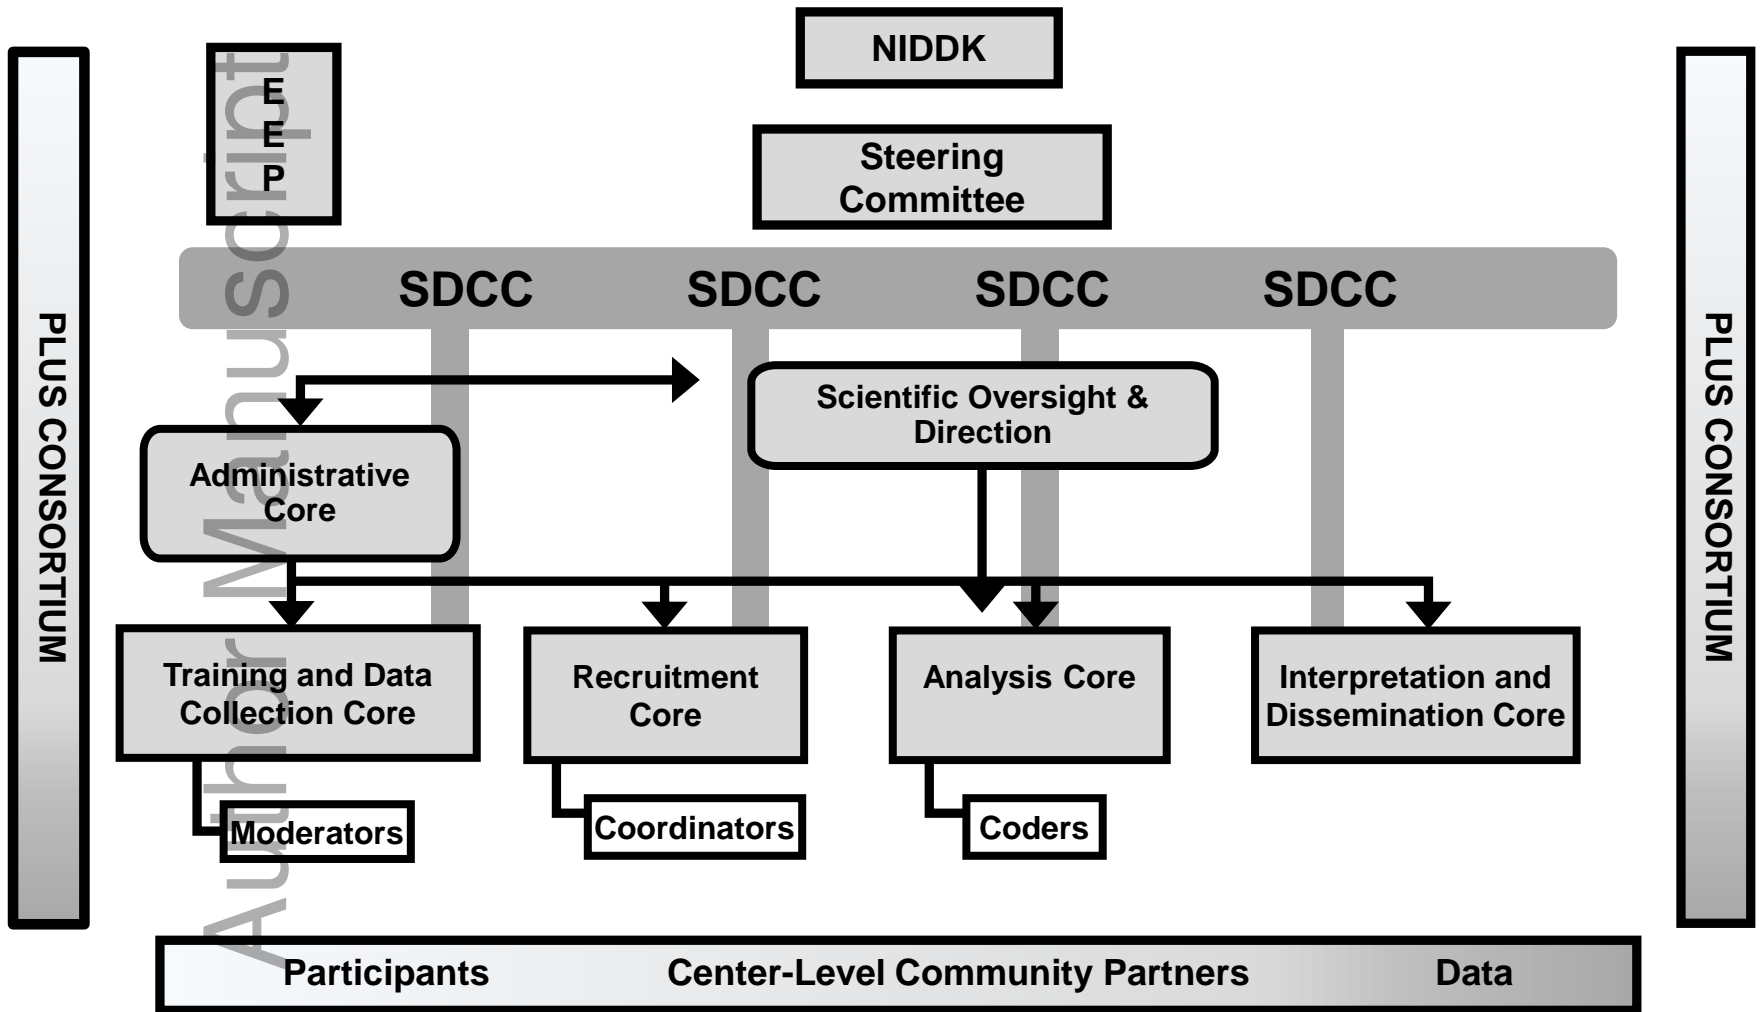 NIDDK
E
E
P
Steering
Committee
SDCC SDCC SDCC SDCC
PLUS CONSORTIUM
PLUS CONSORTIUM
Scientific Oversight &
Direction
Administrative
Core
Training and Data
Collection Core
Recruitment
Core
Analysis Core
Interpretation and
Dissemination Core
Moderators
Coordinators
Coders
Participants Center-Level Community Partners Data
Author Manuscript